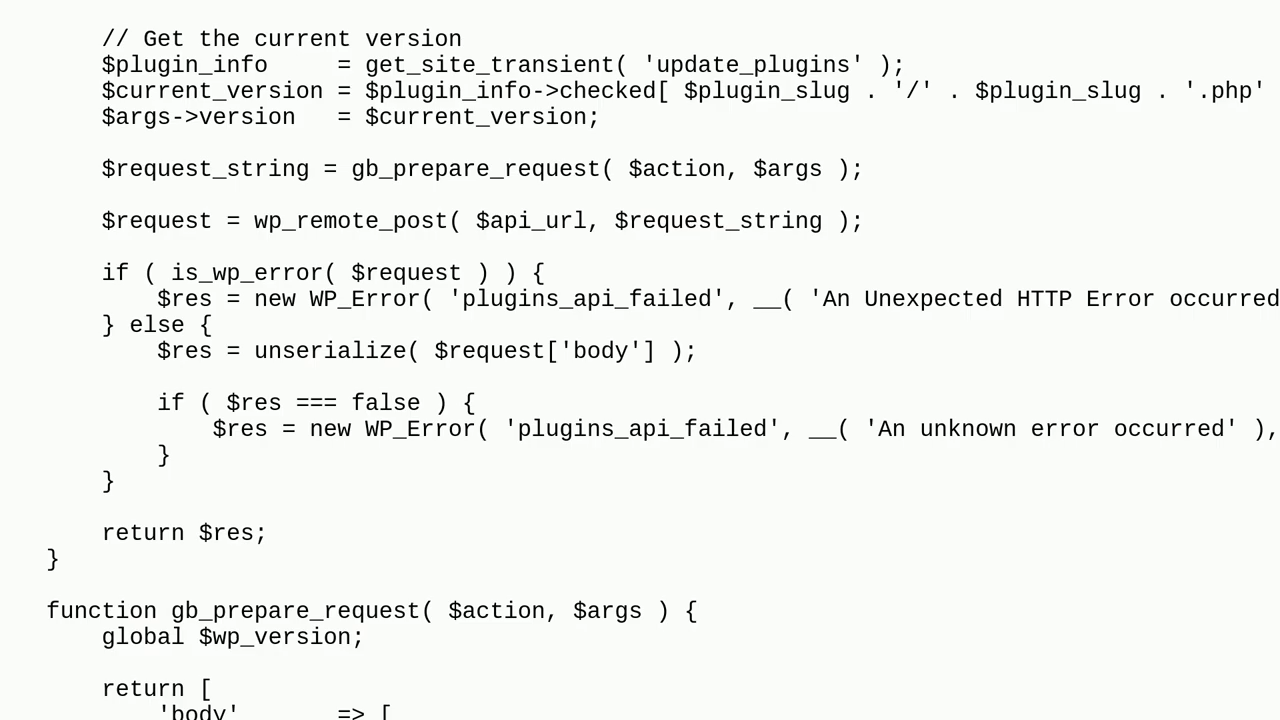 // Get the current version
$plugin_info     = get_site_transient( 'update_plugins' );
$current_version = $plugin_info->checked[ $plugin_slug . '/' . $plugin_slug . '.php'
$args->version   = $current_version;

$request_string = gb_prepare_request( $action, $args );

$request = wp_remote_post( $api_url, $request_string );

if ( is_wp_error( $request ) ) {
    $res = new WP_Error( 'plugins_api_failed', __( 'An Unexpected HTTP Error occurred
} else {
    $res = unserialize( $request['body'] );

    if ( $res === false ) {
        $res = new WP_Error( 'plugins_api_failed', __( 'An unknown error occurred' ),
    }
}

return $res;
}

function gb_prepare_request( $action, $args ) {
    global $wp_version;

    return [
        'body'       => [